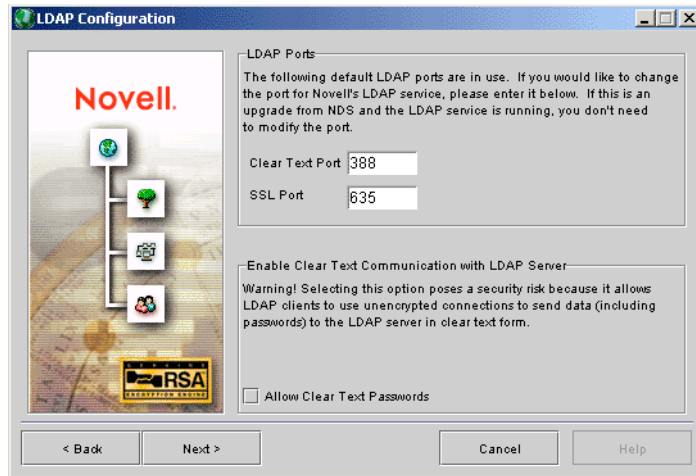 LDAP Configuration
Novell.
LDAP Ports
The following default LDAP ports are in use. If you would like to change
the port for Novell's LDAP service, please enter it below. If this is an
upgrade from NDS and the LDAP service is running, you don't need
to modify the port.
Clear Text Port 388
SSL Port 635
Enable Clear Text Communication with LDAP Server
Warning! Selecting this option poses a security risk because it allows
LDAP clients to use unencrypted connections to send data (including
passwords) to the LDAP server in clear text form.
Allow Clear Text Passwords
GENUINE
RSA
ENCRYPTION ENGINE
< Back
Next >
Cancel
Help